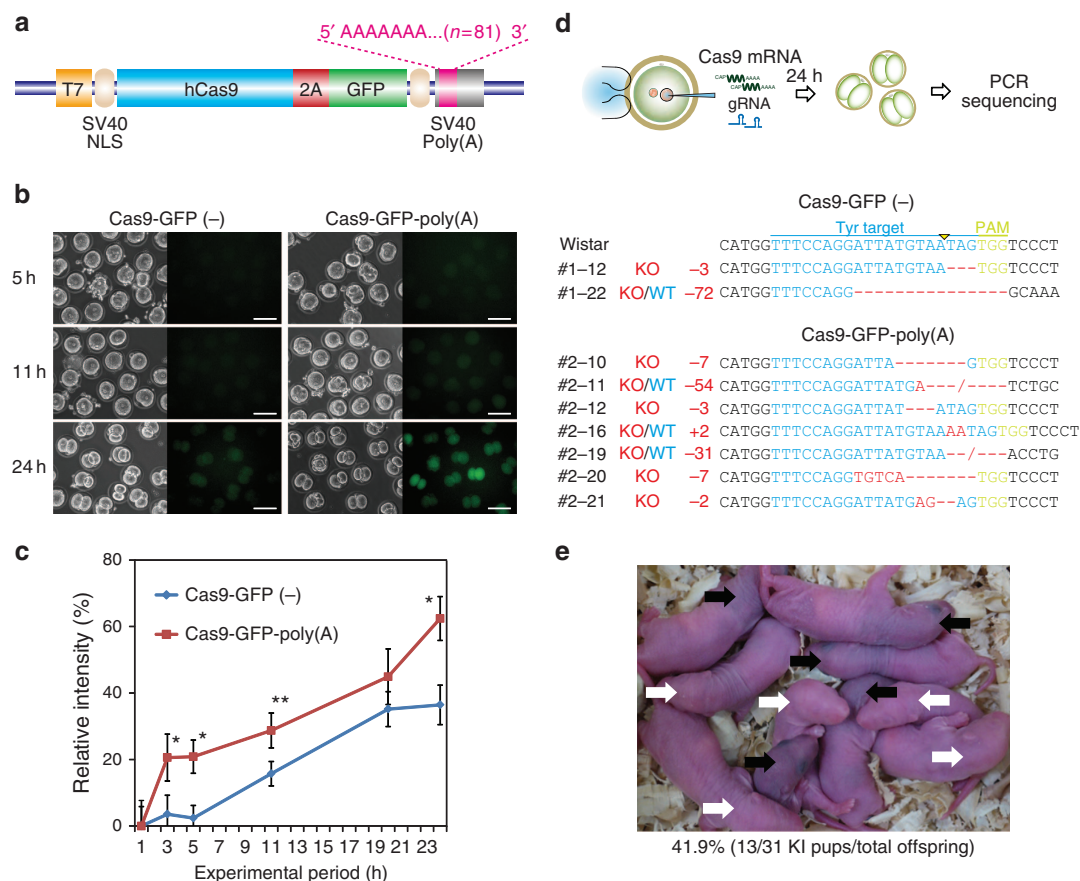 a
5′ AAAAAAA...(n=81) 3′
T7 hCas9 2A GFP
SV40 NLS
SV40 Poly(A)
b
Cas9-GFP (–) Cas9-GFP-poly(A)
5 h
11 h
24 h
c
80
60
40
20
0
Relative intensity (%)
Cas9-GFP (–)
Cas9-GFP-poly(A)
* * ** *
1 3 5 7 9 11 13 15 17 19 21 23
Experimental period (h)
d
Cas9 mRNA
CAP AAAA
CAP AAAA
gRNA
24 h
PCR sequencing
Cas9-GFP (–)
Tyr target PAM
Wistar CATGGTTTCCAGGATTATGTAATAGTGGTCCCT
#1–12 KO –3 CATGGTTTCCAGGATTATGTAA---TGGTCCCT
#1–22 KO/WT –72 CATGGTTTCCAGG---------------GCAAA
Cas9-GFP-poly(A)
#2–10 KO –7 CATGGTTTCCAGGATTA-------GTGGTCCCT
#2–11 KO/WT –54 CATGGTTTCCAGGATTATGA---/----TCTGC
#2–12 KO –3 CATGGTTTCCAGGATTAT---ATAGTGGTCCCT
#2–16 KO/WT +2 CATGGTTTCCAGGATTATGTAAAATAGTGGTCCCT
#2–19 KO/WT –31 CATGGTTTCCAGGATTATGTAA--/---ACCTG
#2–20 KO –7 CATGGTTTCCAGGTGTCA-------TGGTCCCT
#2–21 KO –2 CATGGTTTCCAGGATTATGAG--AGTGGTCCCT
e
41.9% (13/31 KI pups/total offspring)